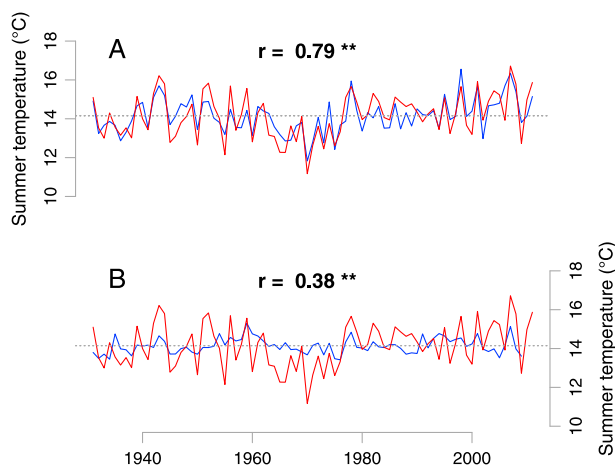 A
r = 0.79 **
Summer temperature (°C)
18
16
14
12
10
B
r = 0.38 **
Summer temperature (°C)
18
16
14
12
10
1940 1960 1980 2000